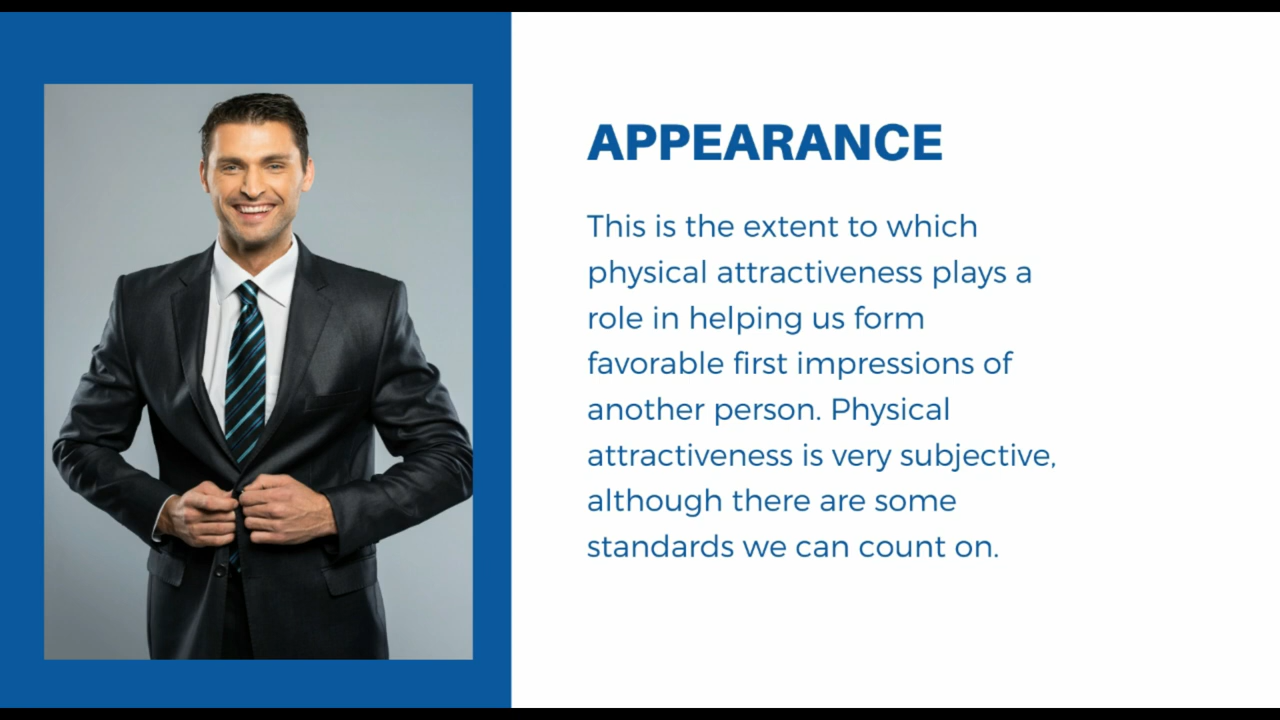 APPEARANCE
This is the extent to which
physical attractiveness plays a
role in helping us form
favorable first impressions of
another person. Physical
attractiveness is very subjective,
although there are some
standards we can count on.